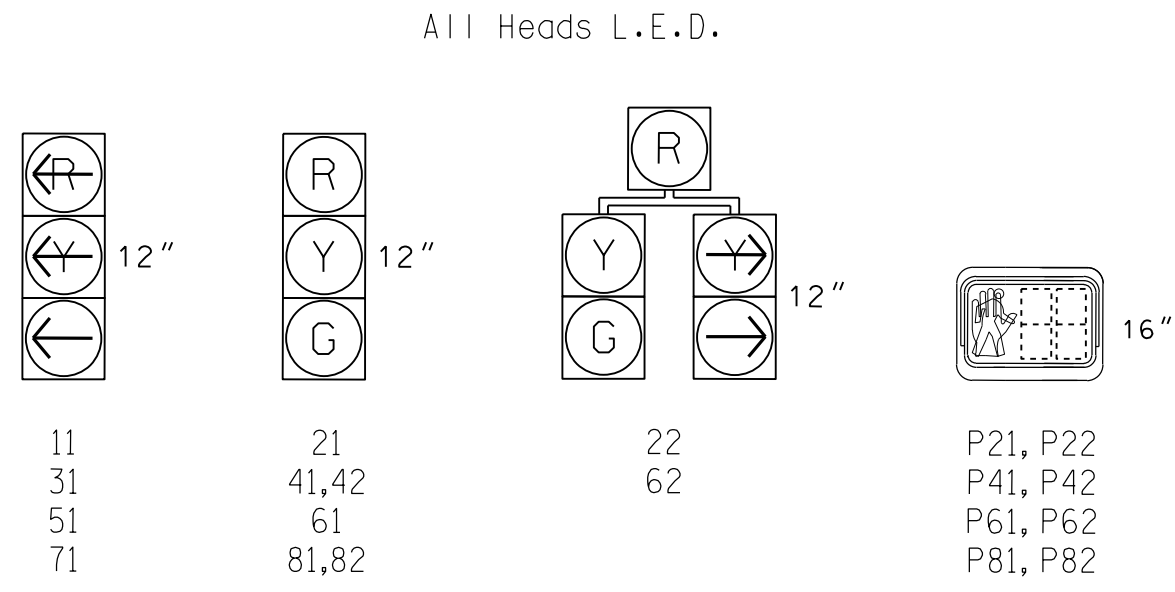 All Heads L.E.D.
R
Y
12"
R
Y
G
12"
R
Y
Y
G
12"
16"
11
31
51
71
21
41,42
61
81,82
22
62
P21, P22
P41, P42
P61, P62
P81, P82